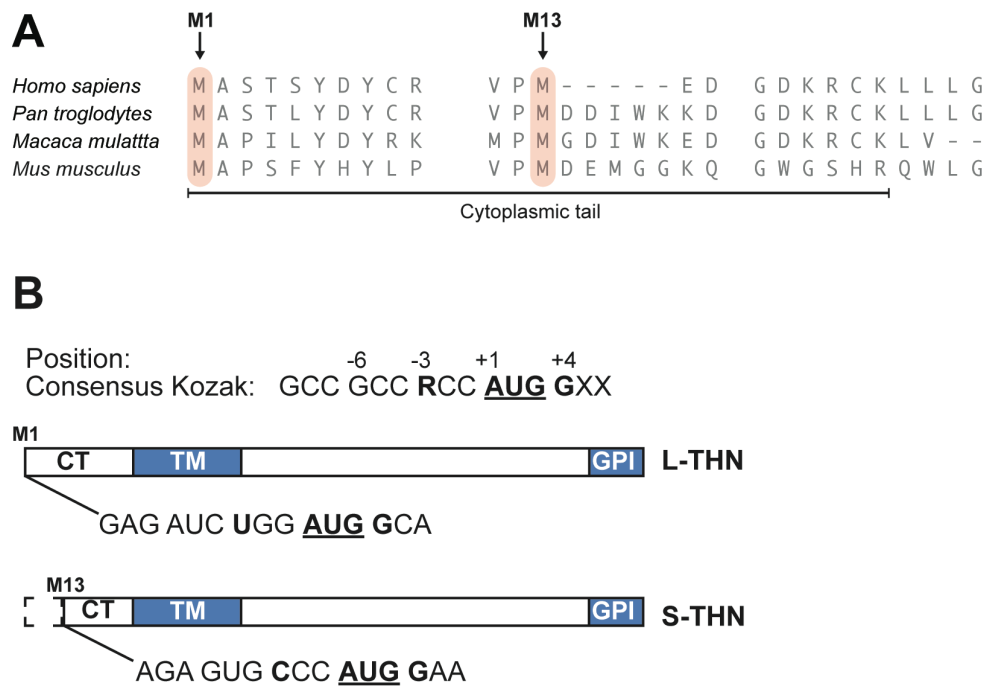 A
M1 M13
Homo sapiens M A S T S Y D Y C R V P M - - - - - E D G D K R C K L L L G
Pan troglodytes M A S T L Y D Y C R V P M D D I W K K D G D K R C K L L L G
Macaca mulattta M A P I L Y D Y R K M P M G D I W K E D G D K R C K L V - -
Mus musculus M A P S F Y H Y L P V P M D E M G G K Q G W G S H R Q W L G
Cytoplasmic tail
B
Position: -6 -3 +1 +4
Consensus Kozak: GCC GCC RCC AUG GXX
M1
CT TM GPI L-THN
GAG AUC UGG AUG GCA
M13
CT TM GPI S-THN
AGA GUG CCC AUG GAA